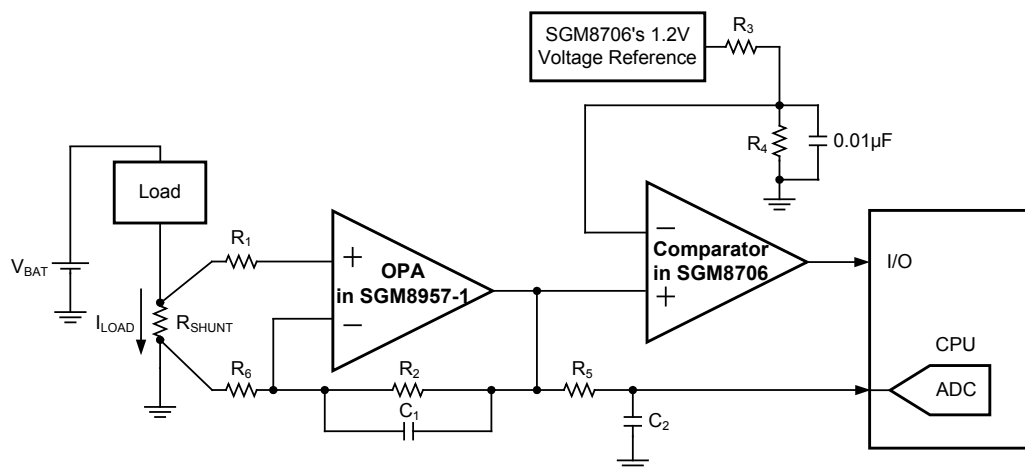 SGM8706's 1.2V
Voltage Reference
R3
R4
0.01µF
Load
VBAT
ILOAD
RSHUNT
R1
OPA
in SGM8957-1
+
−
Comparator
in SGM8706
−
+
I/O
CPU
ADC
R6
R2
C1
R5
C2